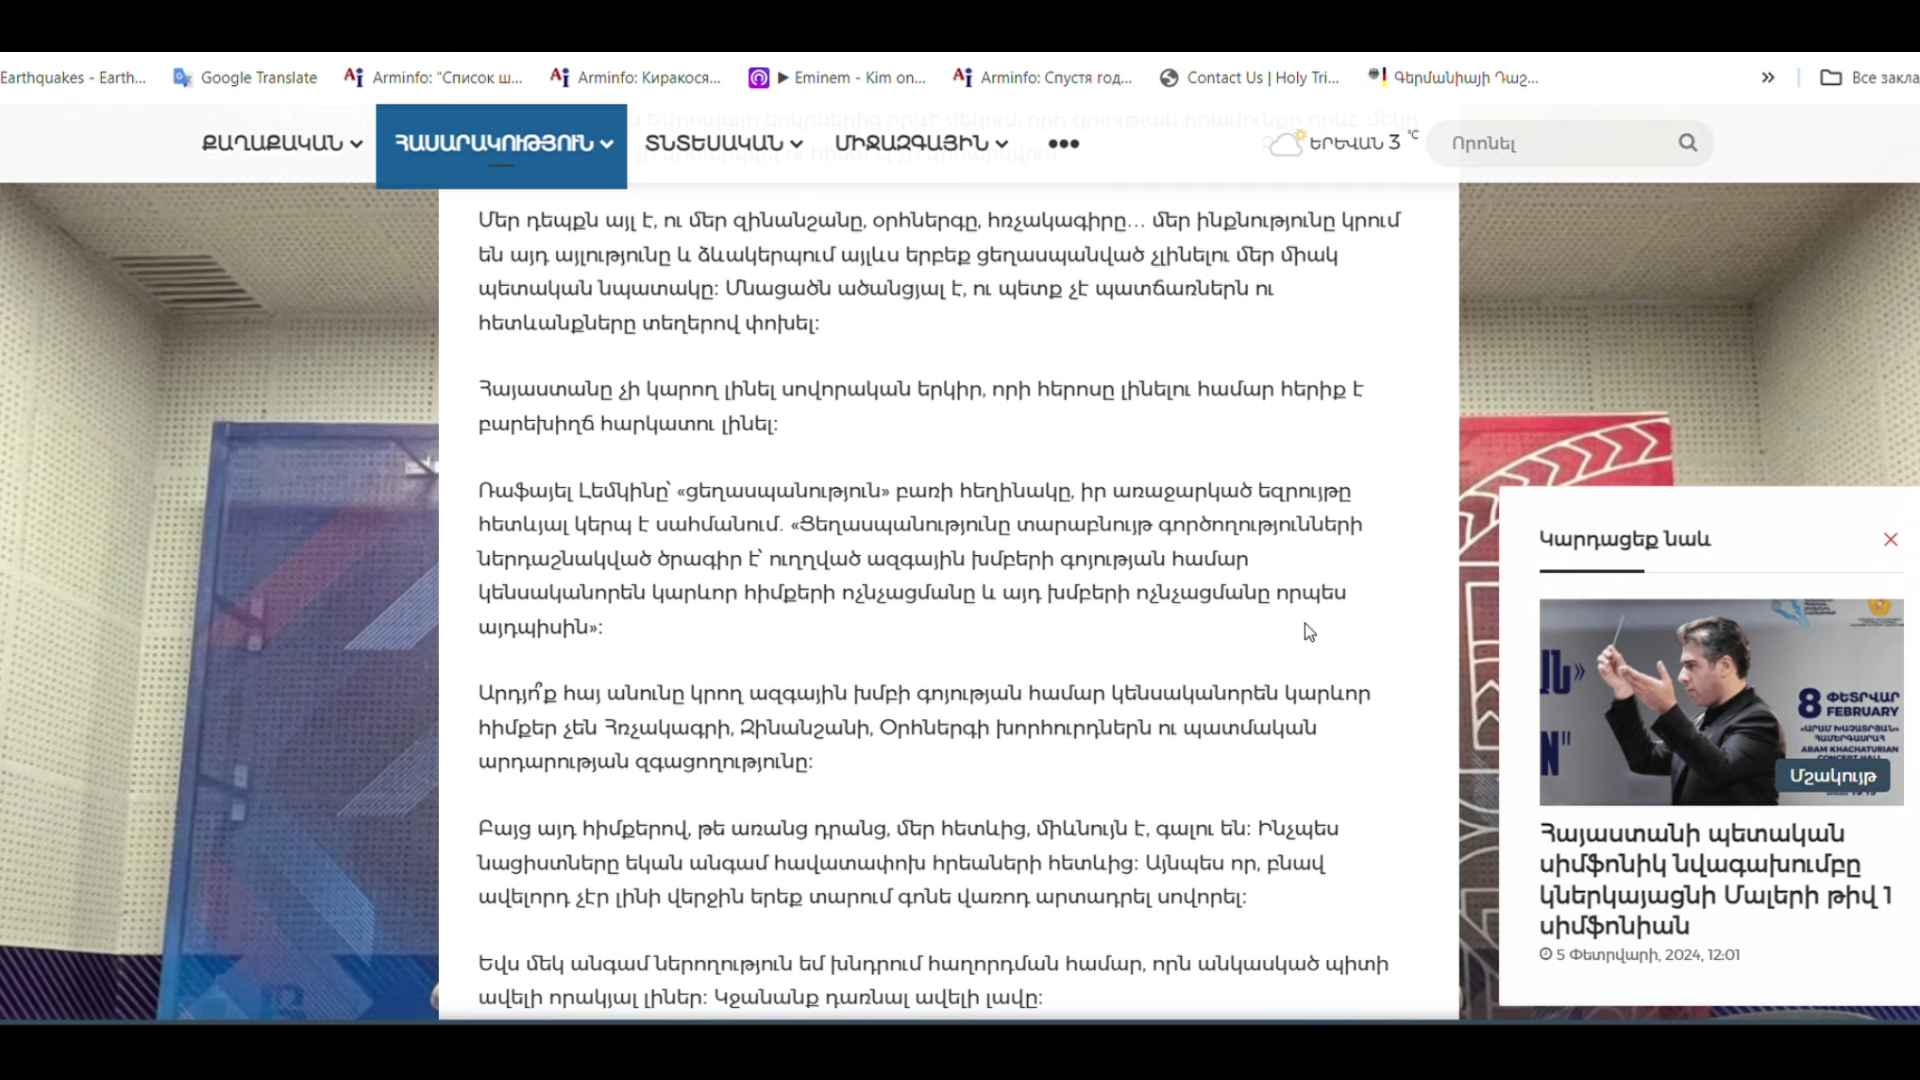 Earthquakes - Earth...
Google Translate
Arminfo: "Список ш...
Arminfo: Киракося...
▶ Eminem - Kim on...
Arminfo: Спустя год...
Contact Us | Holy Tri...
Գերմանիայի Դաշ...
»
Все закла
ՔԱՂԱՔԱԿԱՆ
ՀԱՍԱՐԱԿՈՒԹՅՈՒՆ
ՏՆՏԵՍԱԿԱՆ
ՄԻՋԱԶԳԱՅԻՆ
•••
ԵՐԵՎԱՆ 3 °C
Որոնել
Մեր դեպքն այլ է, ու մեր զինանշանը, օրհներգը, հռչակագիրը… մեր ինքնությունը կրում
են այդ այլությունը և ձևակերպում այլևս երբեք ցեղասպանված չլինելու մեր միակ
պետական նպատակը: Մնացածն ածանցյալ է, ու պետք չէ պատճառներն ու
հետևանքները տեղերով փոխել:
Հայաստանը չի կարող լինել սովորական երկիր, որի հերոսը լինելու համար հերիք է
բարեխիղճ հարկատու լինել:
Ռաֆայել Լեմկինը՝ «ցեղասպանություն» բառի հեղինակը, իր առաջարկած եզրույթը
հետևյալ կերպ է սահմանում. «Ցեղասպանությունը տարաբնույթ գործողությունների
ներդաշնակված ծրագիր է՝ ուղղված ազգային խմբերի գոյության համար
կենսականորեն կարևոր հիմքերի ոչնչացմանը և այդ խմբերի ոչնչացմանը որպես
այդպիսին»:
Արդյո՞ք հայ անունը կրող ազգային խմբի գոյության համար կենսականորեն կարևոր
հիմքեր չեն Հռչակագրի, Զինանշանի, Օրհներգի խորհուրդներն ու պատմական
արդարության զգացողությունը:
Բայց այդ հիմքերով, թե առանց դրանց, մեր հետևից, միևնույն է, գալու են: Ինչպես
նացիստները եկան անգամ հավատափոխ հրեաների հետևից: Այնպես որ, բնավ
ավելորդ չէր լինի վերջին երեք տարում գոնե վառոդ արտադրել սովորել:
Եվս մեկ անգամ ներողություն եմ խնդրում հաղորդման համար, որն անկասկած պիտի
ավելի որակյալ լիներ: Կջանանք դառնալ ավելի լավը:
Կարդացեք նաև
8 ՓԵՏՐՎԱՐ
FEBRUARY
«ԱՐԱՄ ԽԱՉԱՏՐՅԱՆ»
ՀԱՄԵՐԳԱՍՐԱՀ
ARAM KHACHATURIAN
CONCERT HALL
Մշակույթ
Հայաստանի պետական
սիմֆոնիկ նվագախումբը
կներկայացնի Մալերի թիվ 1
սիմֆոնիան
5 Փետրվարի, 2024, 12:01